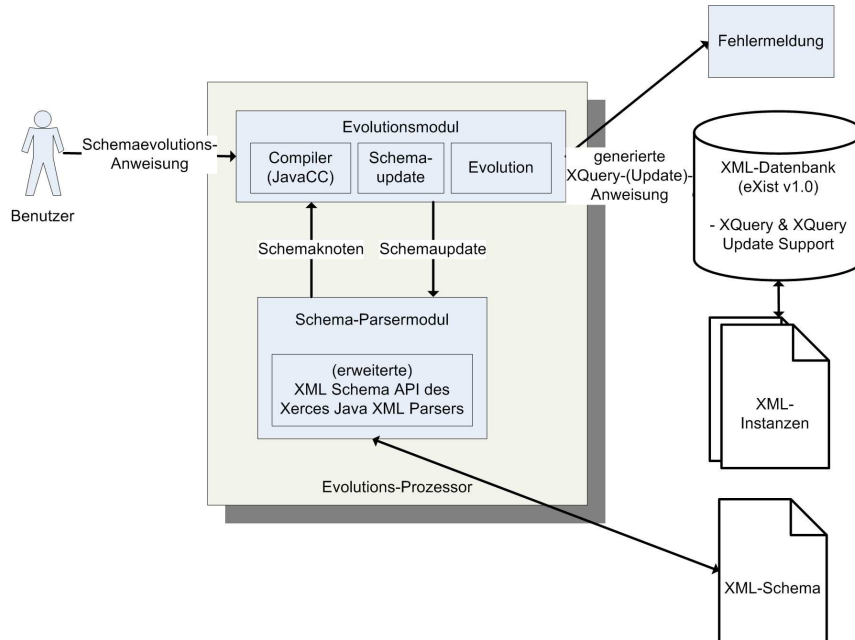 Fehlermeldung
Benutzer
Schemaevolutions-
Anweisung
Evolutionsmodul
Compiler
(JavaCC)
Schema-
update
Evolution
generierte
XQuery-(Update)-
Anweisung
XML-Datenbank
(eXist v1.0)
- XQuery & XQuery
Update Support
Schemaknoten
Schemaupdate
Schema-Parsermodul
(erweiterte)
XML Schema API des
Xerces Java XML Parsers
Evolutions-Prozessor
XML-
Instanzen
XML-Schema